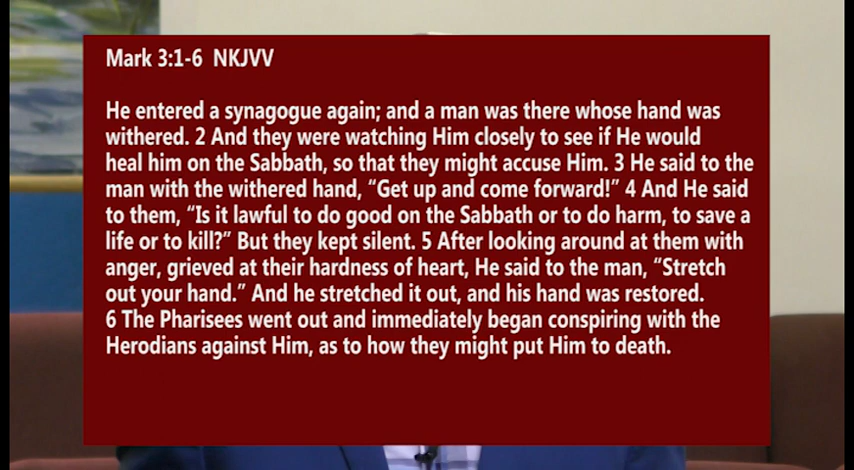 Mark 3:1-6 NKJVV
He entered a synagogue again; and a man was there whose hand was
withered. 2 And they were watching Him closely to see if He would
heal him on the Sabbath, so that they might accuse Him. 3 He said to the
man with the withered hand, “Get up and come forward!” 4 And He said
to them, “Is it lawful to do good on the Sabbath or to do harm, to save a
life or to kill?” But they kept silent. 5 After looking around at them with
anger, grieved at their hardness of heart, He said to the man, “Stretch
out your hand.” And he stretched it out, and his hand was restored.
6 The Pharisees went out and immediately began conspiring with the
Herodians against Him, as to how they might put Him to death.